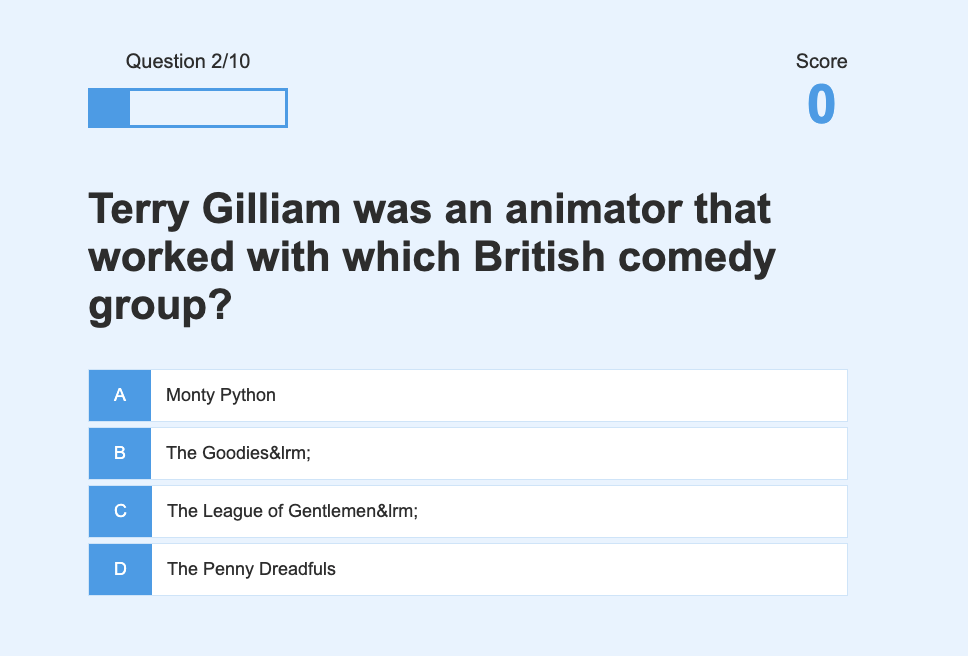 Question 2/10
Score
0
Terry Gilliam was an animator that
worked with which British comedy
group?
A Monty Python
B The Goodies&lrm;
C The League of Gentlemen&lrm;
D The Penny Dreadfuls